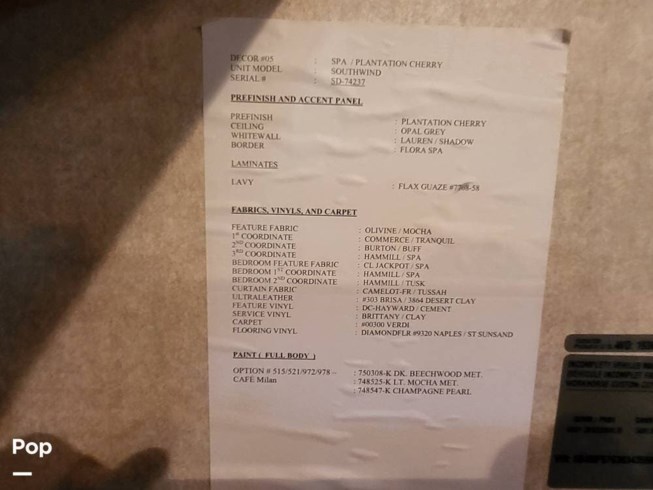 DECOR #05 : SPA / PLANTATION CHERRY
UNIT MODEL : SOUTHWIND
SERIAL # : SD-74237
PREFINISH AND ACCENT PANEL
PREFINISH : PLANTATION CHERRY
CEILING : OPAL GREY
WHITEWALL : LAUREN / SHADOW
BORDER : FLORA SPA
LAMINATES
LAVY : FLAX GUAZE #7208-58
FABRICS, VINYLS, AND CARPET
FEATURE FABRIC : OLIVINE / MOCHA
1ST COORDINATE : COMMERCE / TRANQUIL
2ND COORDINATE : BURTON / BUFF
3RD COORDINATE : HAMMILL / SPA
BEDROOM FEATURE FABRIC : CL JACKPOT / SPA
BEDROOM 1ST COORDINATE : HAMMILL / SPA
BEDROOM 2ND COORDINATE : HAMMILL / TUSK
CURTAIN FABRIC : CAMELOT-FR / TUSSAH
ULTRALEATHER : #303 BRISA / 3864 DESERT CLAY
FEATURE VINYL : DC-HAYWARD / CEMENT
SERVICE VINYL : BRITTANY / CLAY
CARPET : #00300 VERDI
FLOORING VINYL : DIAMONDFLR #9320 NAPLES / ST SUNSAND
PAINT ( FULL BODY )
OPTION # 515/521/972/978 – : 750308-K DK. BEECHWOOD MET.
CAFÉ Milan : 748525-K LT. MOCHA MET.
: 748547-K CHAMPAGNE PEARL
Pop